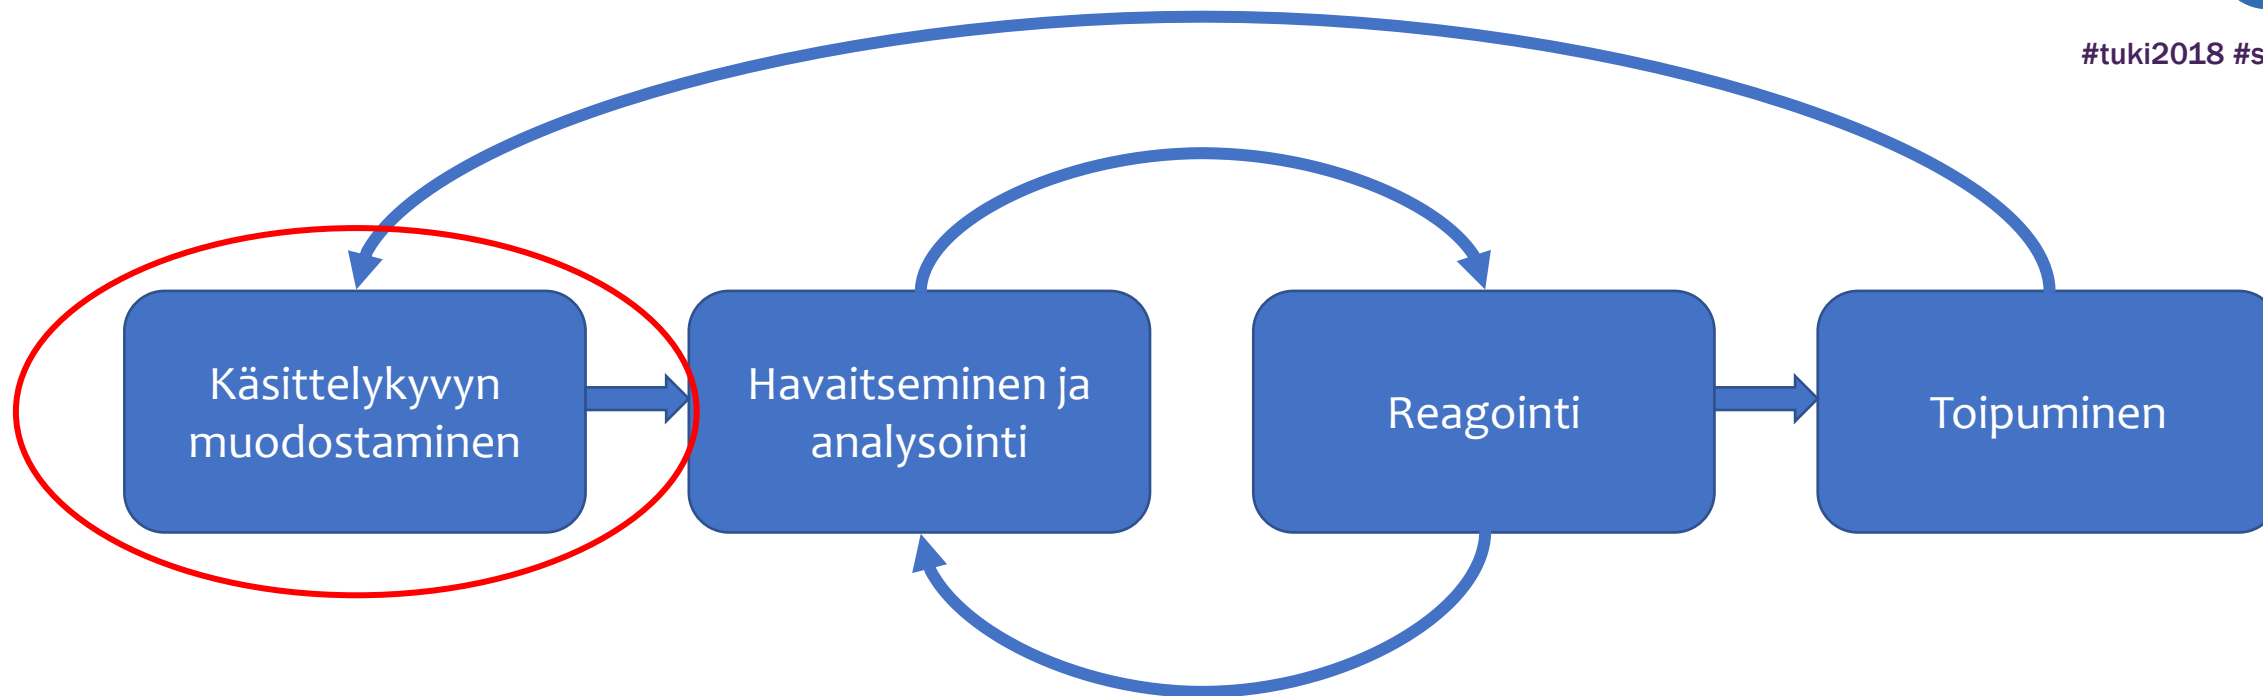 #tuki2018 #s
Käsittelykyvyn
muodostaminen
Havaitseminen ja
analysointi
Reagointi
Toipuminen